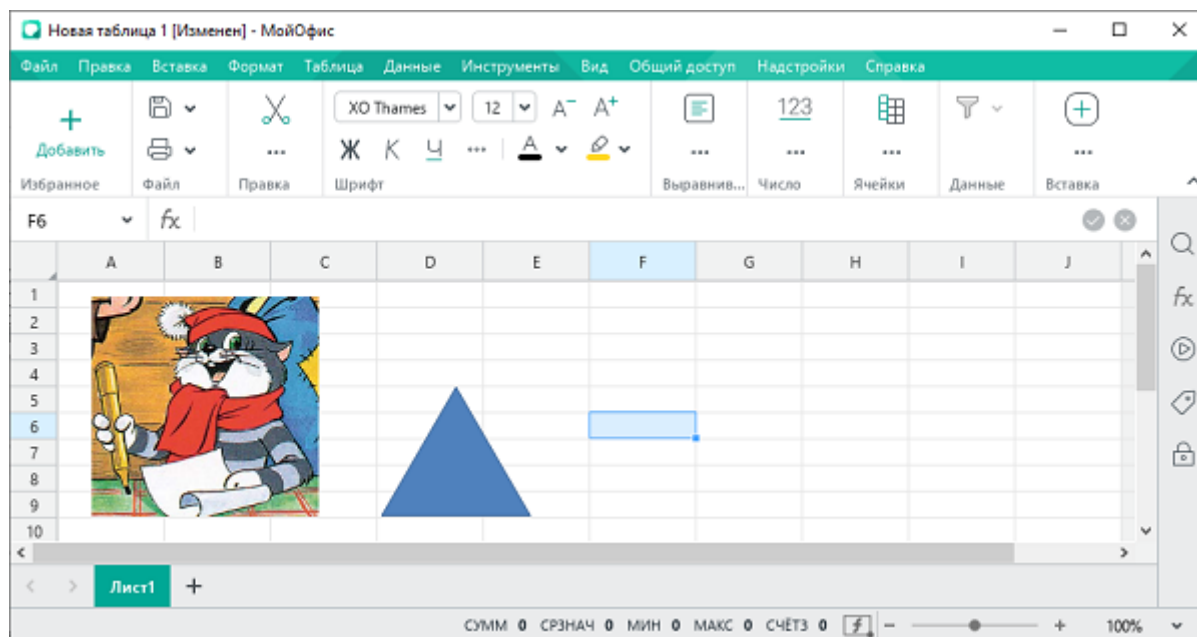 Новая таблица 1 [Изменен] - МойОфис
Файл Правка Вставка Формат Таблица Данные Инструменты Вид Общий доступ Надстройки Справка
XO Thames 12 A⁻ A⁺ 123
Добавить Ж К Ч А
Избранное Файл Правка Шрифт Выравнив... Число Ячейки Данные Вставка
F6 fx
A B C D E F G H I J
1
2
3
4
5
6
7
8
9
10
Лист1
СУММ 0 СРЗНАЧ 0 МИН 0 МАКС 0 СЧЁТЗ 0 100%